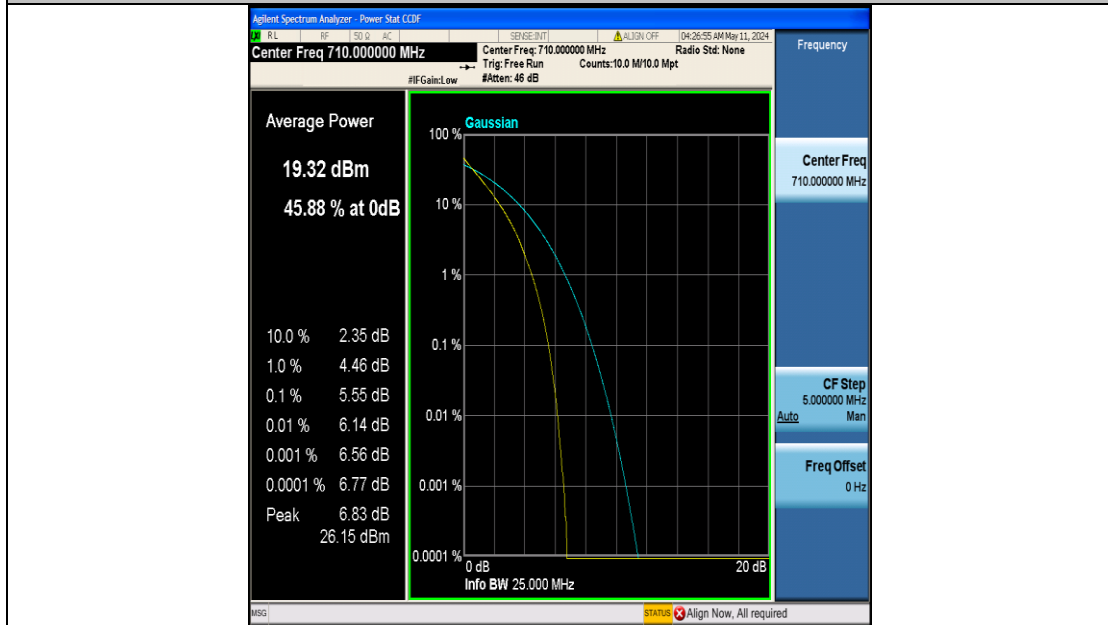 Agilent Spectrum Analyzer - Power Stat CCDF
RL RF 50 Ω AC SENSE:INT ALIGN OFF 04:26:55 AM May 11, 2024
Center Freq 710.000000 MHz
Center Freq: 710.000000 MHz Radio Std: None
Trig: Free Run Counts:10.0 M/10.0 Mpt
#IFGain:Low #Atten: 46 dB
Frequency
Average Power
19.32 dBm
45.88 % at 0dB
10.0 % 2.35 dB
1.0 % 4.46 dB
0.1 % 5.55 dB
0.01 % 6.14 dB
0.001 % 6.56 dB
0.0001 % 6.77 dB
Peak 6.83 dB
26.15 dBm
Gaussian
100 %
10 %
1 %
0.1 %
0.01 %
0.001 %
0.0001 %
0 dB 20 dB
Info BW 25.000 MHz
Center Freq
710.000000 MHz
CF Step
5.000000 MHz
Auto Man
Freq Offset
0 Hz
MSG STATUS Align Now, All required